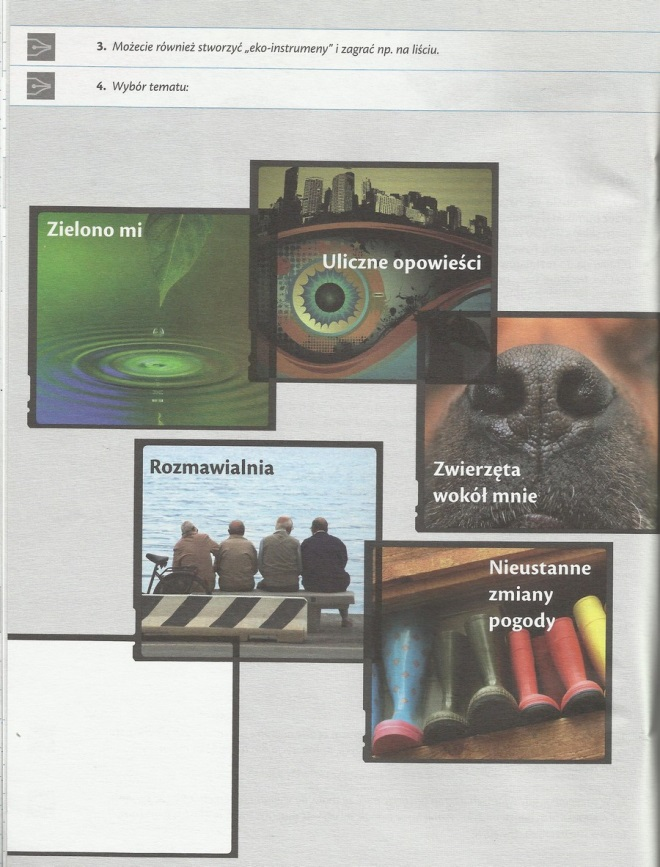 3. Możecie również stworzyć „eko-instrumeny” i zagrać np. na liściu.
4. Wybór tematu:
Zielono mi
Uliczne opowieści
Zwierzęta
wokół mnie
Rozmawialnia
Nieustanne
zmiany
pogody